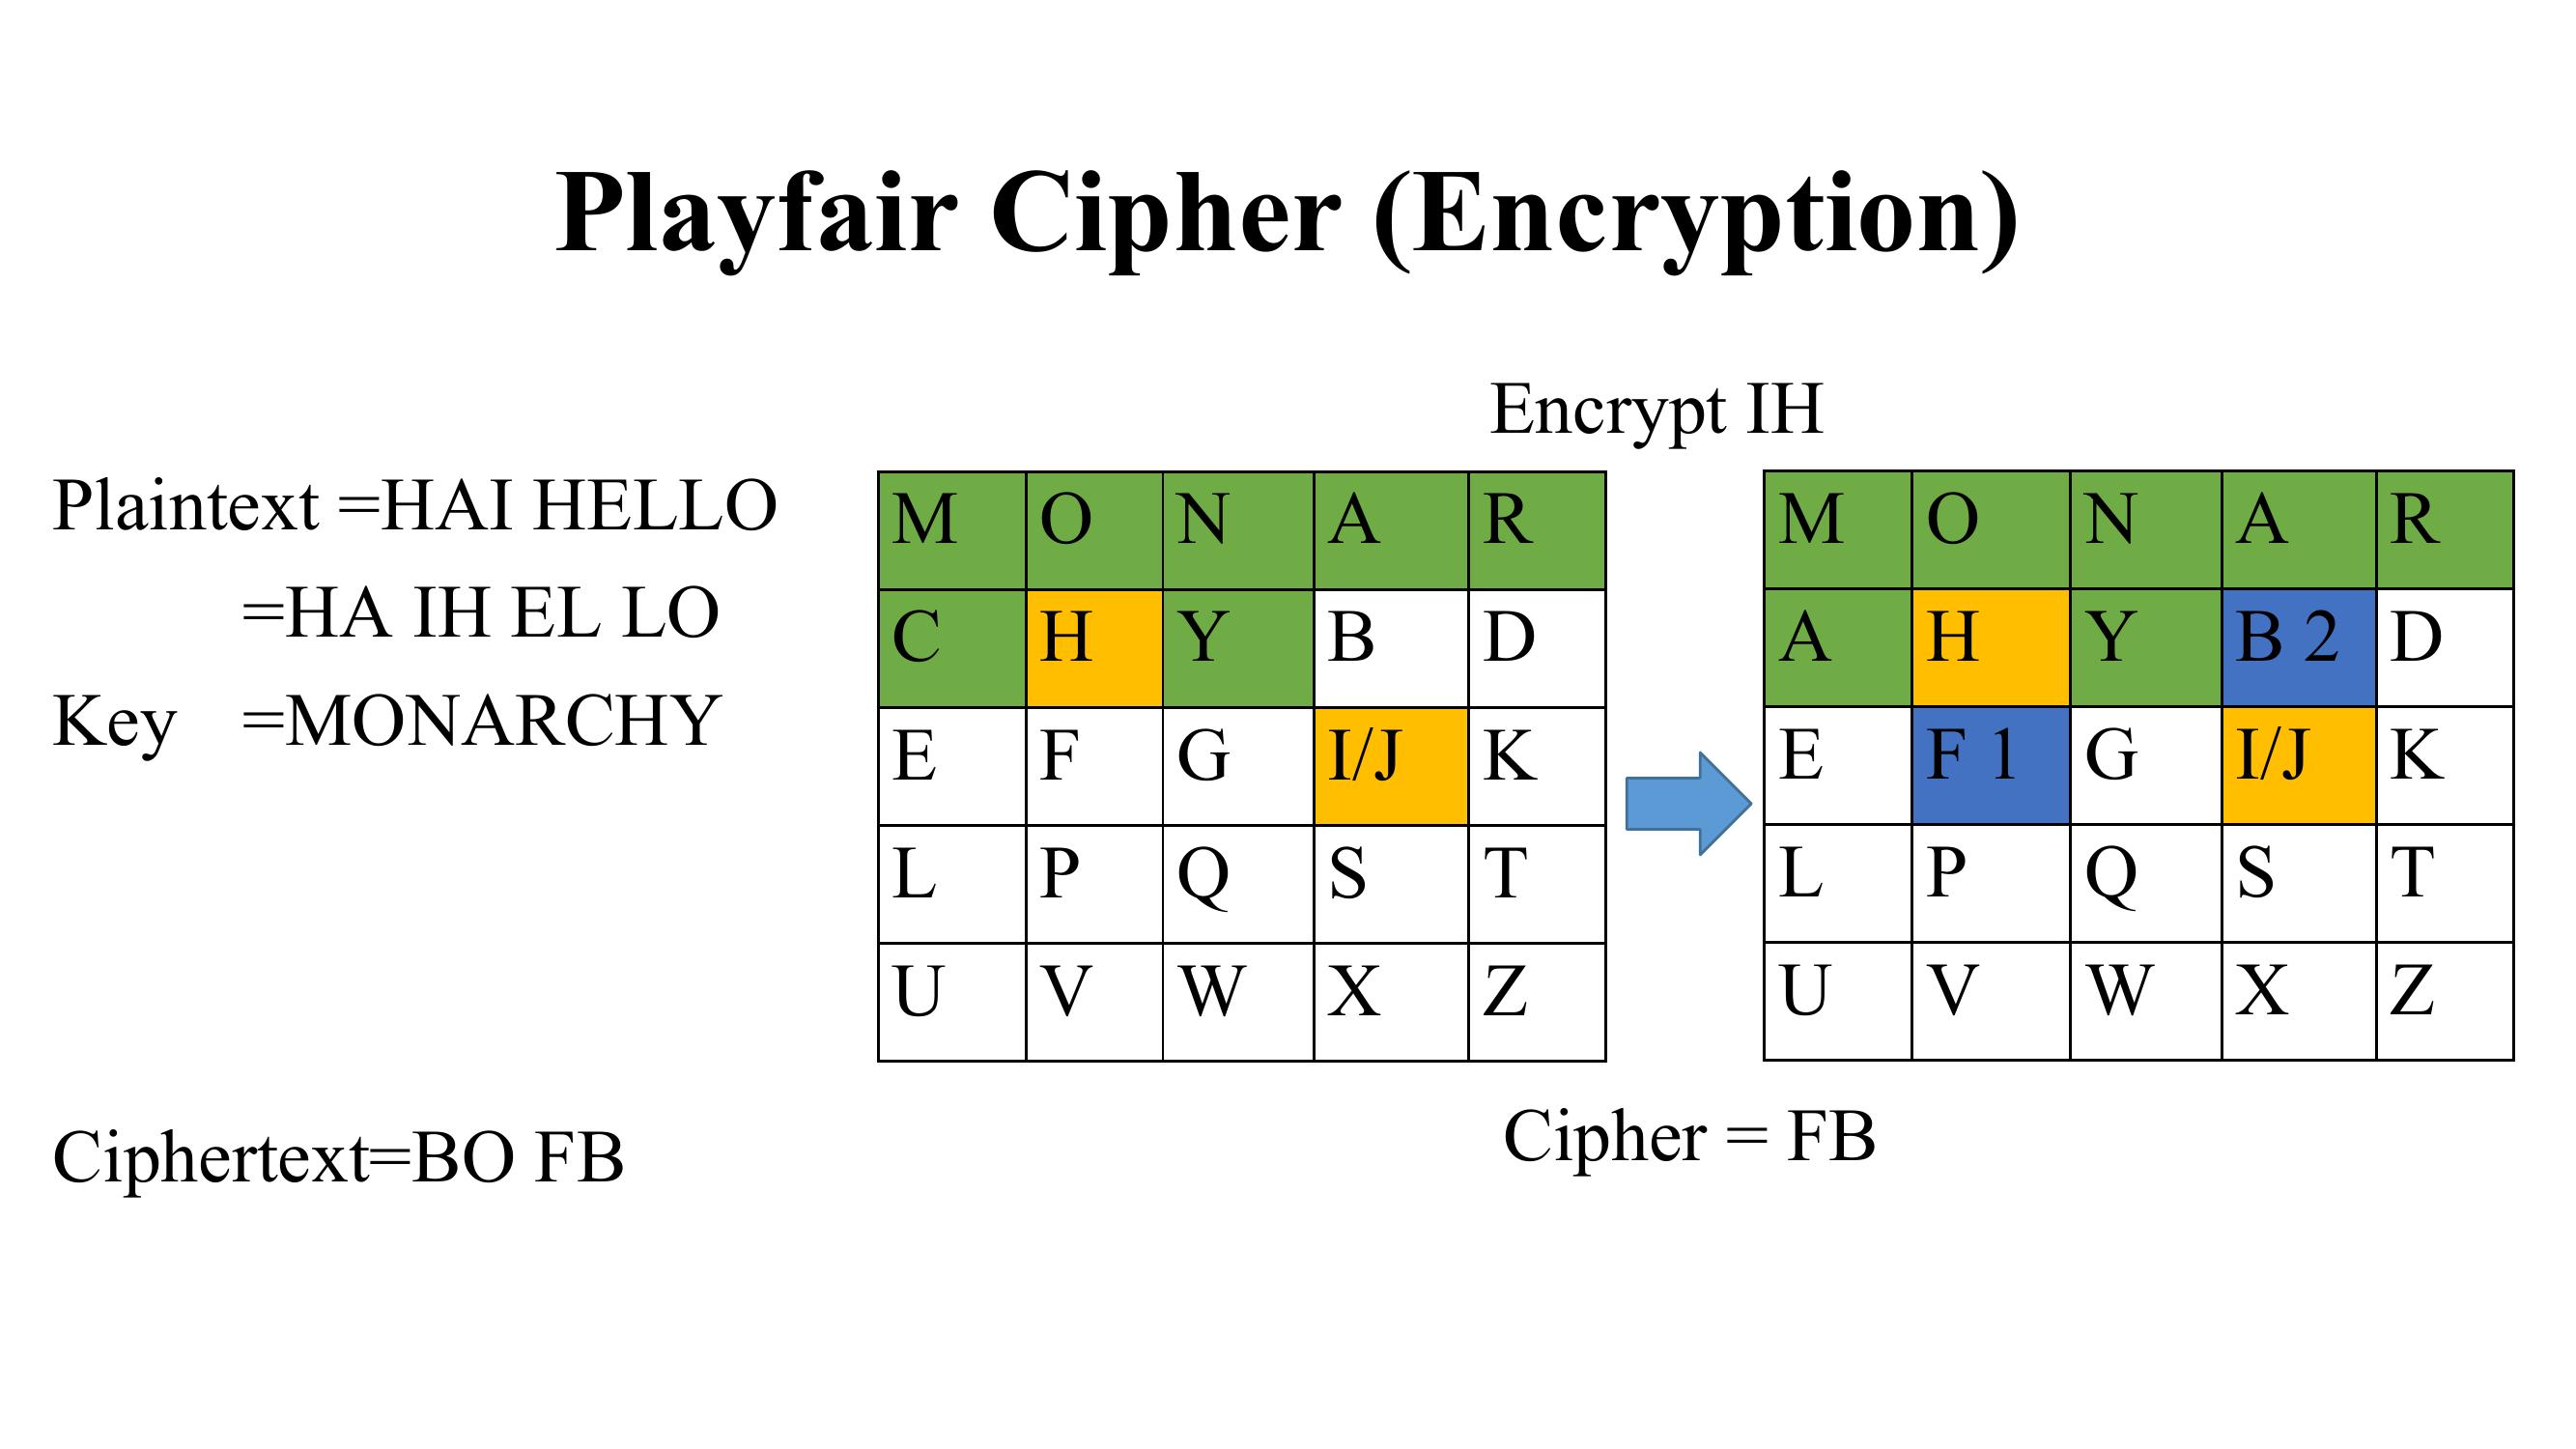 Playfair Cipher (Encryption)
Encrypt IH
Plaintext =HAI HELLO
=HA IH EL LO
Key =MONARCHY
M O N A R
C H Y B D
E F G I/J K
L P Q S T
U V W X Z
M O N A R
A H Y B 2 D
E F 1 G I/J K
L P Q S T
U V W X Z
Cipher = FB
Ciphertext=BO FB